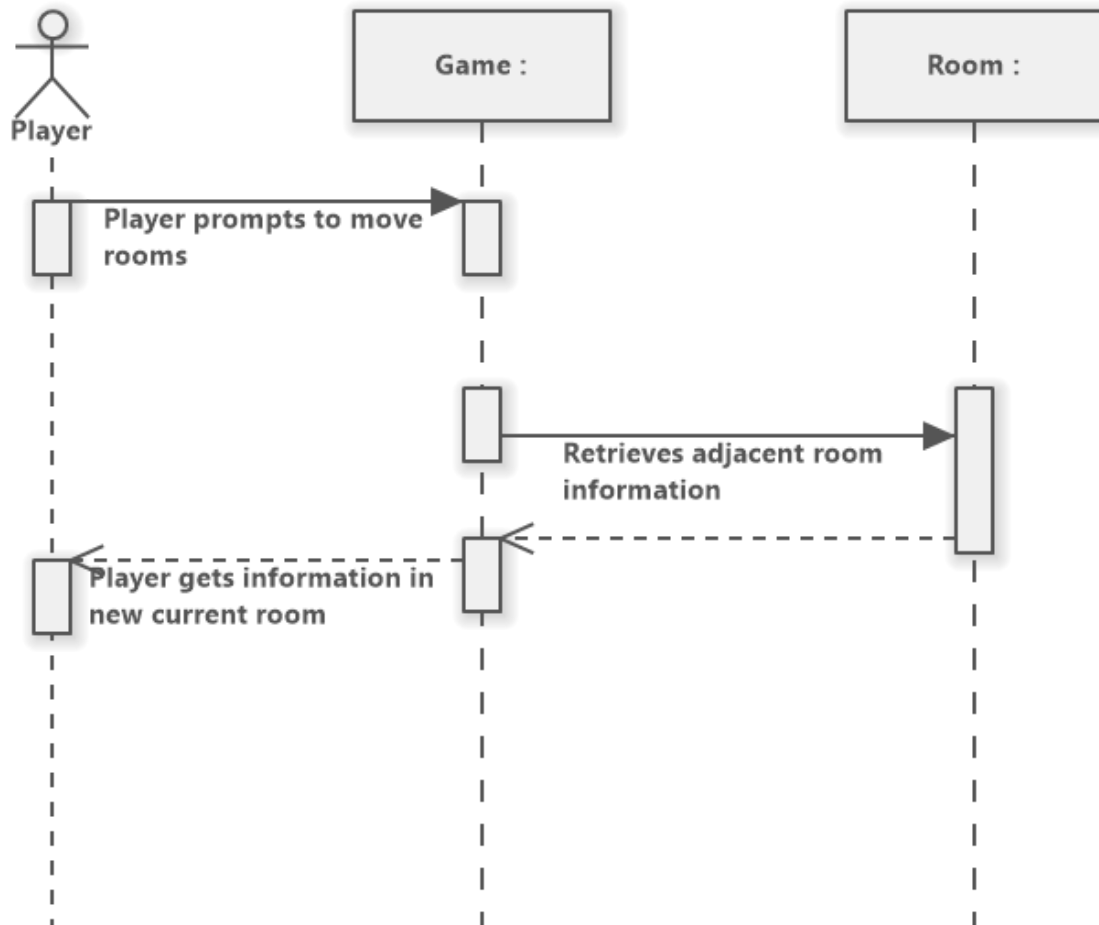 Game :
Room :
Player
Player prompts to move
rooms
Retrieves adjacent room
information
Player gets information in
new current room